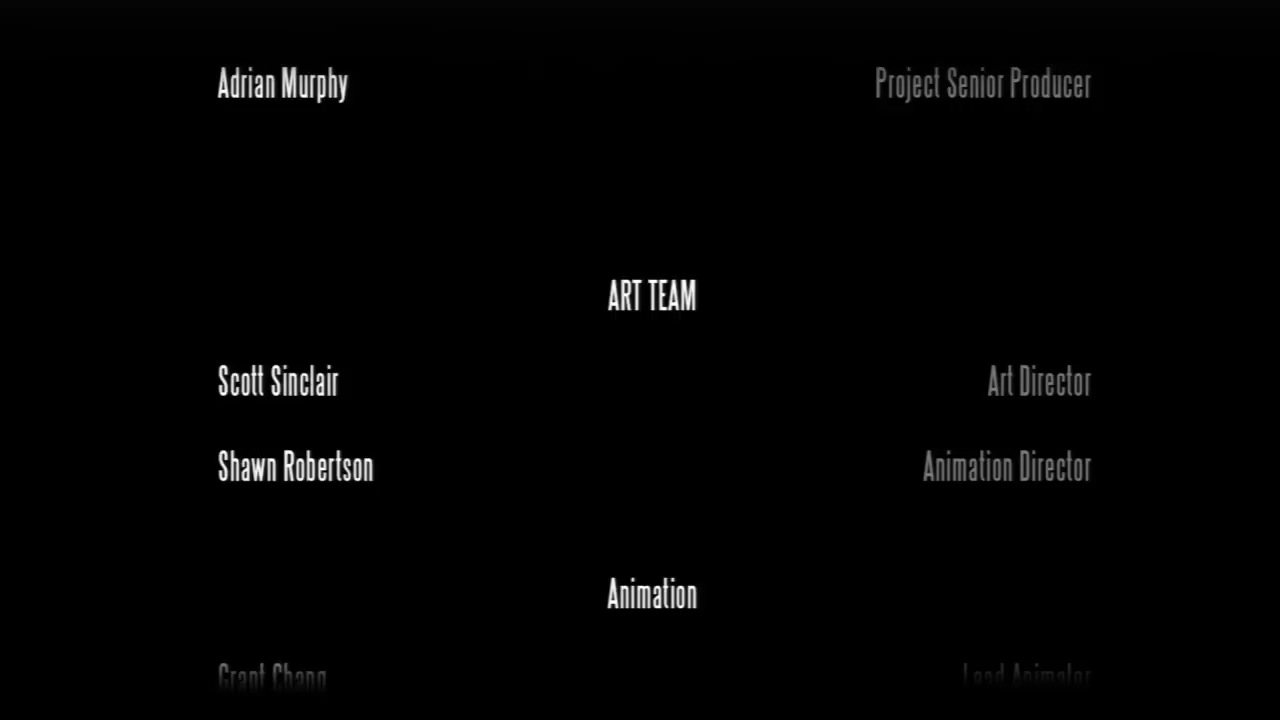 Adrian Murphy Project Senior Producer
ART TEAM
Scott Sinclair Art Director
Shawn Robertson Animation Director
Animation
Grant Chang Lead Animator